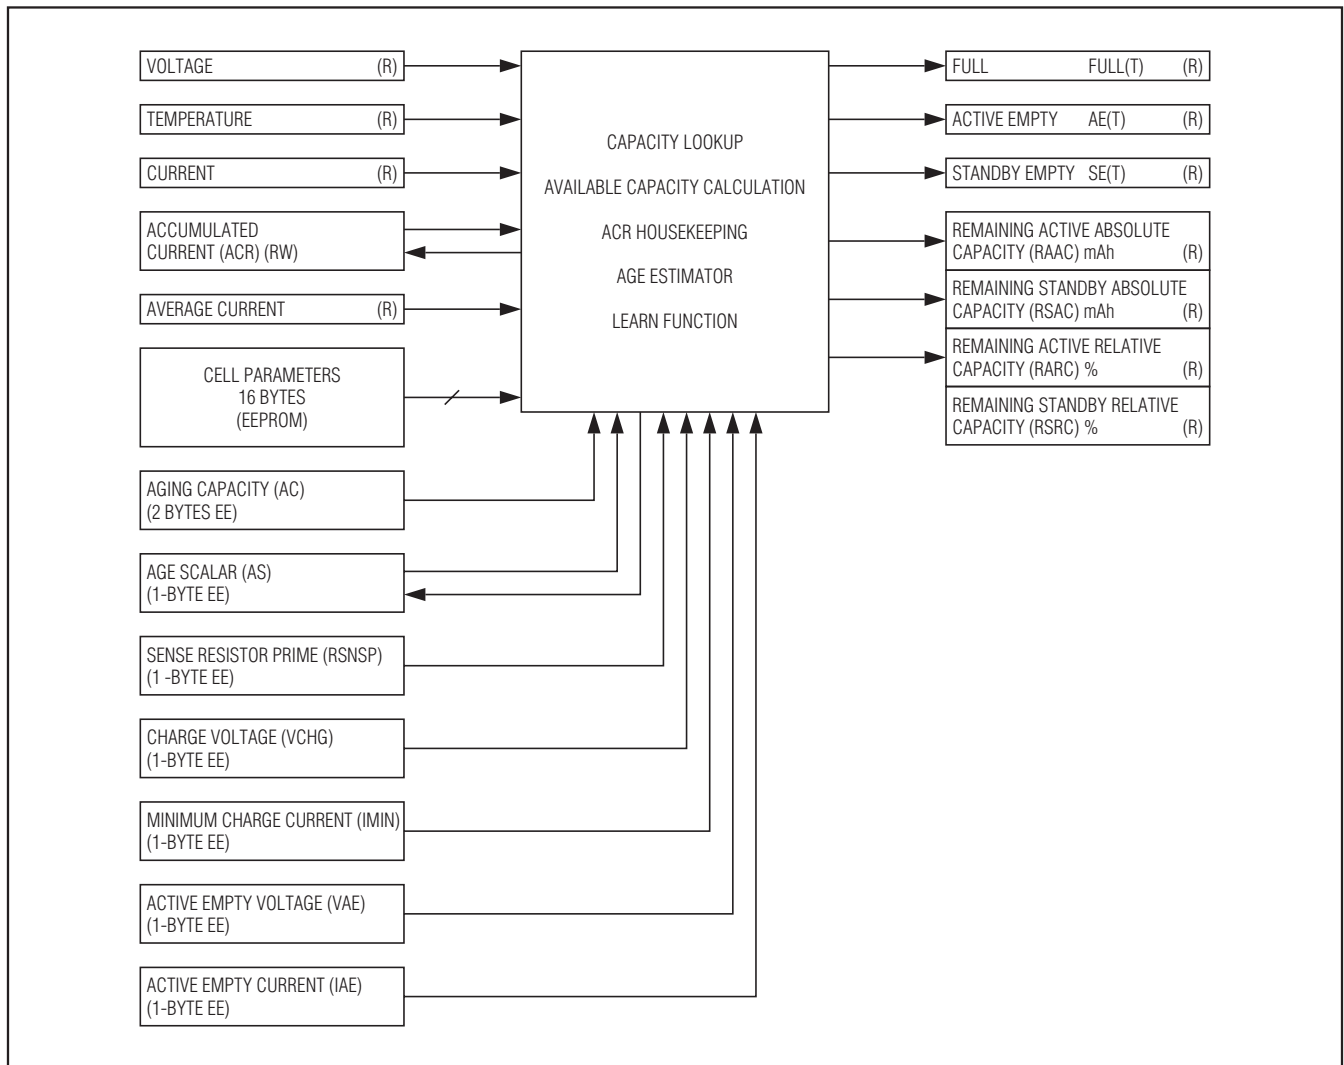 VOLTAGE (R)
TEMPERATURE (R)
CURRENT (R)
ACCUMULATED
CURRENT (ACR) (RW)
AVERAGE CURRENT (R)
CELL PARAMETERS
16 BYTES
(EEPROM)
AGING CAPACITY (AC)
(2 BYTES EE)
AGE SCALAR (AS)
(1-BYTE EE)
SENSE RESISTOR PRIME (RSNSP)
(1 -BYTE EE)
CHARGE VOLTAGE (VCHG)
(1-BYTE EE)
MINIMUM CHARGE CURRENT (IMIN)
(1-BYTE EE)
ACTIVE EMPTY VOLTAGE (VAE)
(1-BYTE EE)
ACTIVE EMPTY CURRENT (IAE)
(1-BYTE EE)
CAPACITY LOOKUP
AVAILABLE CAPACITY CALCULATION
ACR HOUSEKEEPING
AGE ESTIMATOR
LEARN FUNCTION
FULL FULL(T) (R)
ACTIVE EMPTY AE(T) (R)
STANDBY EMPTY SE(T) (R)
REMAINING ACTIVE ABSOLUTE
CAPACITY (RAAC) mAh (R)
REMAINING STANDBY ABSOLUTE
CAPACITY (RSAC) mAh (R)
REMAINING ACTIVE RELATIVE
CAPACITY (RARC) % (R)
REMAINING STANDBY RELATIVE
CAPACITY (RSRC) % (R)